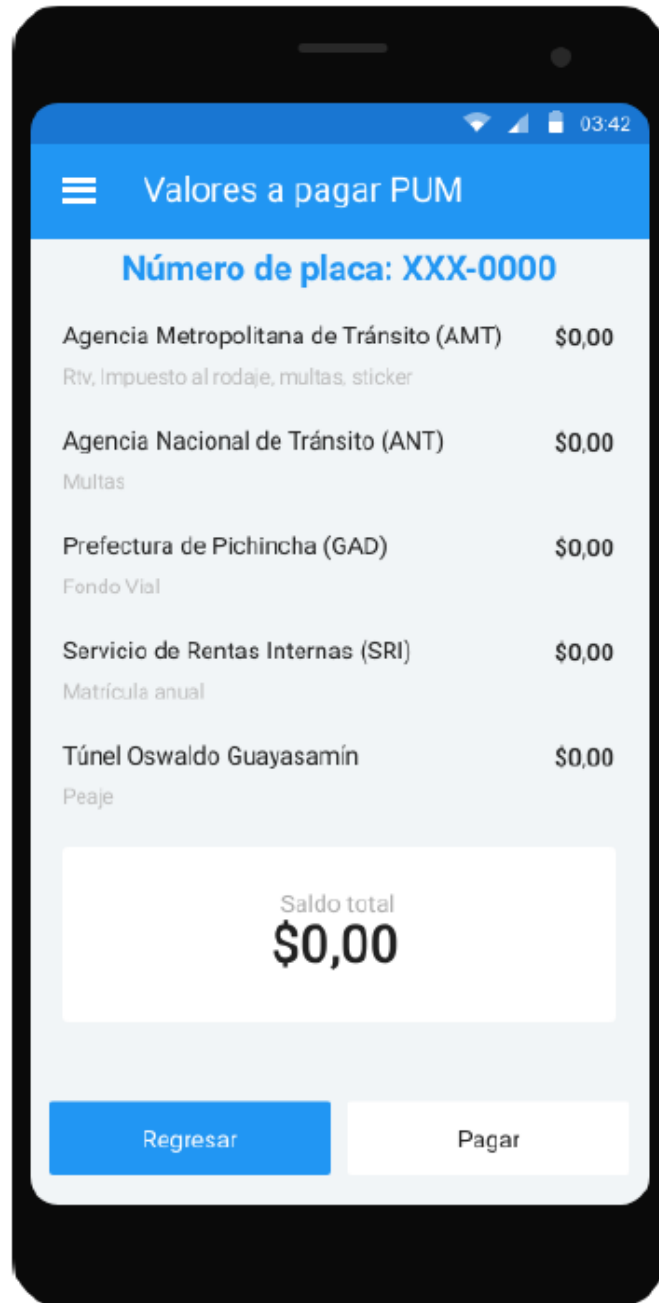 03:42
Valores a pagar PUM
Número de placa: XXX-0000
Agencia Metropolitana de Tránsito (AMT) $0,00
Rtv, Impuesto al rodaje, multas, sticker
Agencia Nacional de Tránsito (ANT) $0,00
Multas
Prefectura de Pichincha (GAD) $0,00
Fondo Vial
Servicio de Rentas Internas (SRI) $0,00
Matrícula anual
Túnel Oswaldo Guayasamín $0,00
Peaje
Saldo total
$0,00
Regresar Pagar